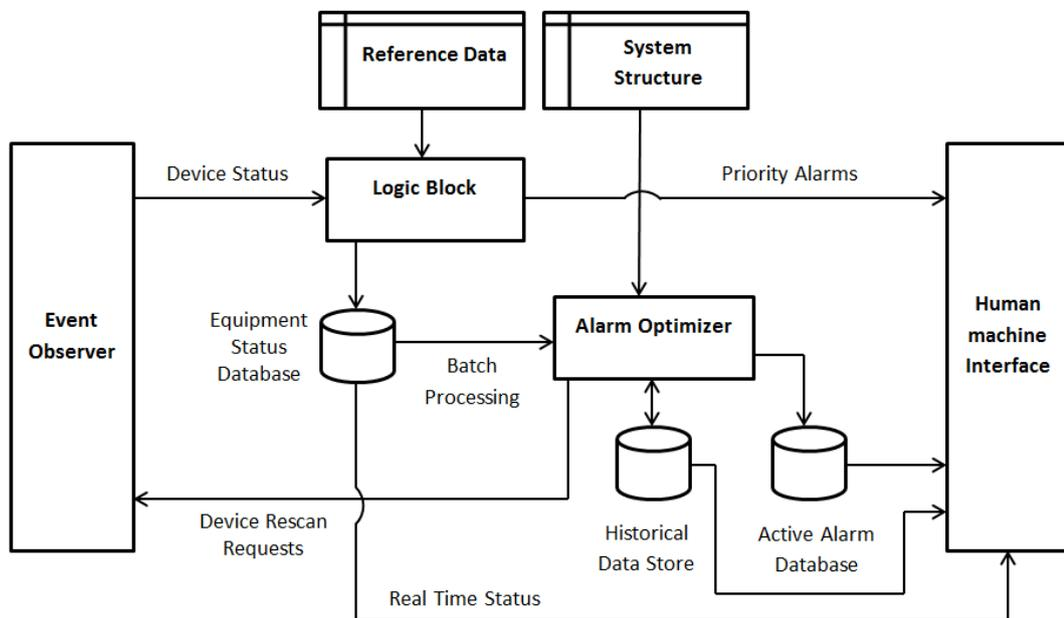 Reference Data
System
Structure
Device Status
Logic Block
Priority Alarms
Event
Observer
Equipment
Status
Database
Batch
Processing
Alarm Optimizer
Human
machine
Interface
Device Rescan
Requests
Historical
Data Store
Active Alarm
Database
Real Time Status